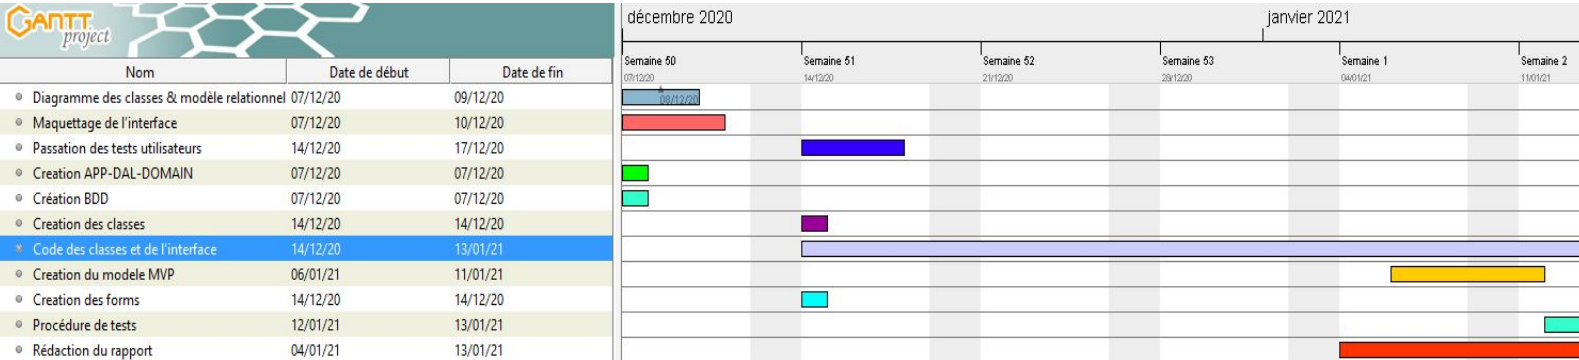 GANTT
project
décembre 2020 janvier 2021
Semaine 50 Semaine 51 Semaine 52 Semaine 53 Semaine 1 Semaine 2
07/12/20 14/12/20 21/12/20 28/12/20 04/01/21 11/01/21
Nom Date de début Date de fin
Diagramme des classes & modèle relationnel 07/12/20 09/12/20
08/12/20
Maquettage de l'interface 07/12/20 10/12/20
Passation des tests utilisateurs 14/12/20 17/12/20
Creation APP-DAL-DOMAIN 07/12/20 07/12/20
Création BDD 07/12/20 07/12/20
Creation des classes 14/12/20 14/12/20
Code des classes et de l'interface 14/12/20 13/01/21
Creation du modele MVP 06/01/21 11/01/21
Creation des forms 14/12/20 14/12/20
Procédure de tests 12/01/21 13/01/21
Rédaction du rapport 04/01/21 13/01/21